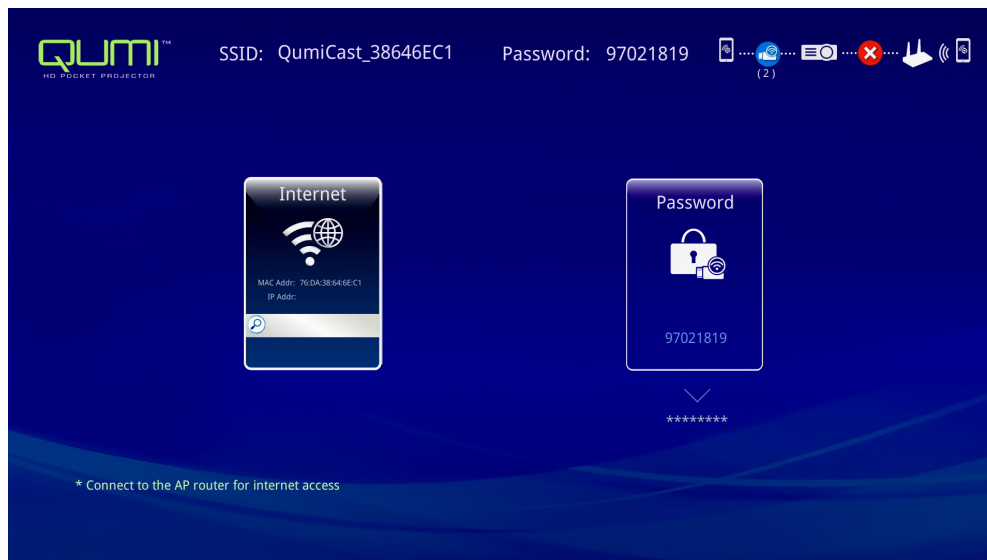 QUMI™
HD POCKET PROJECTOR
SSID: QumiCast_38646EC1 Password: 97021819
(2)
Internet
MAC Addr: 76:DA:38:64:6E:C1
IP Addr:
Password
97021819
********
* Connect to the AP router for internet access